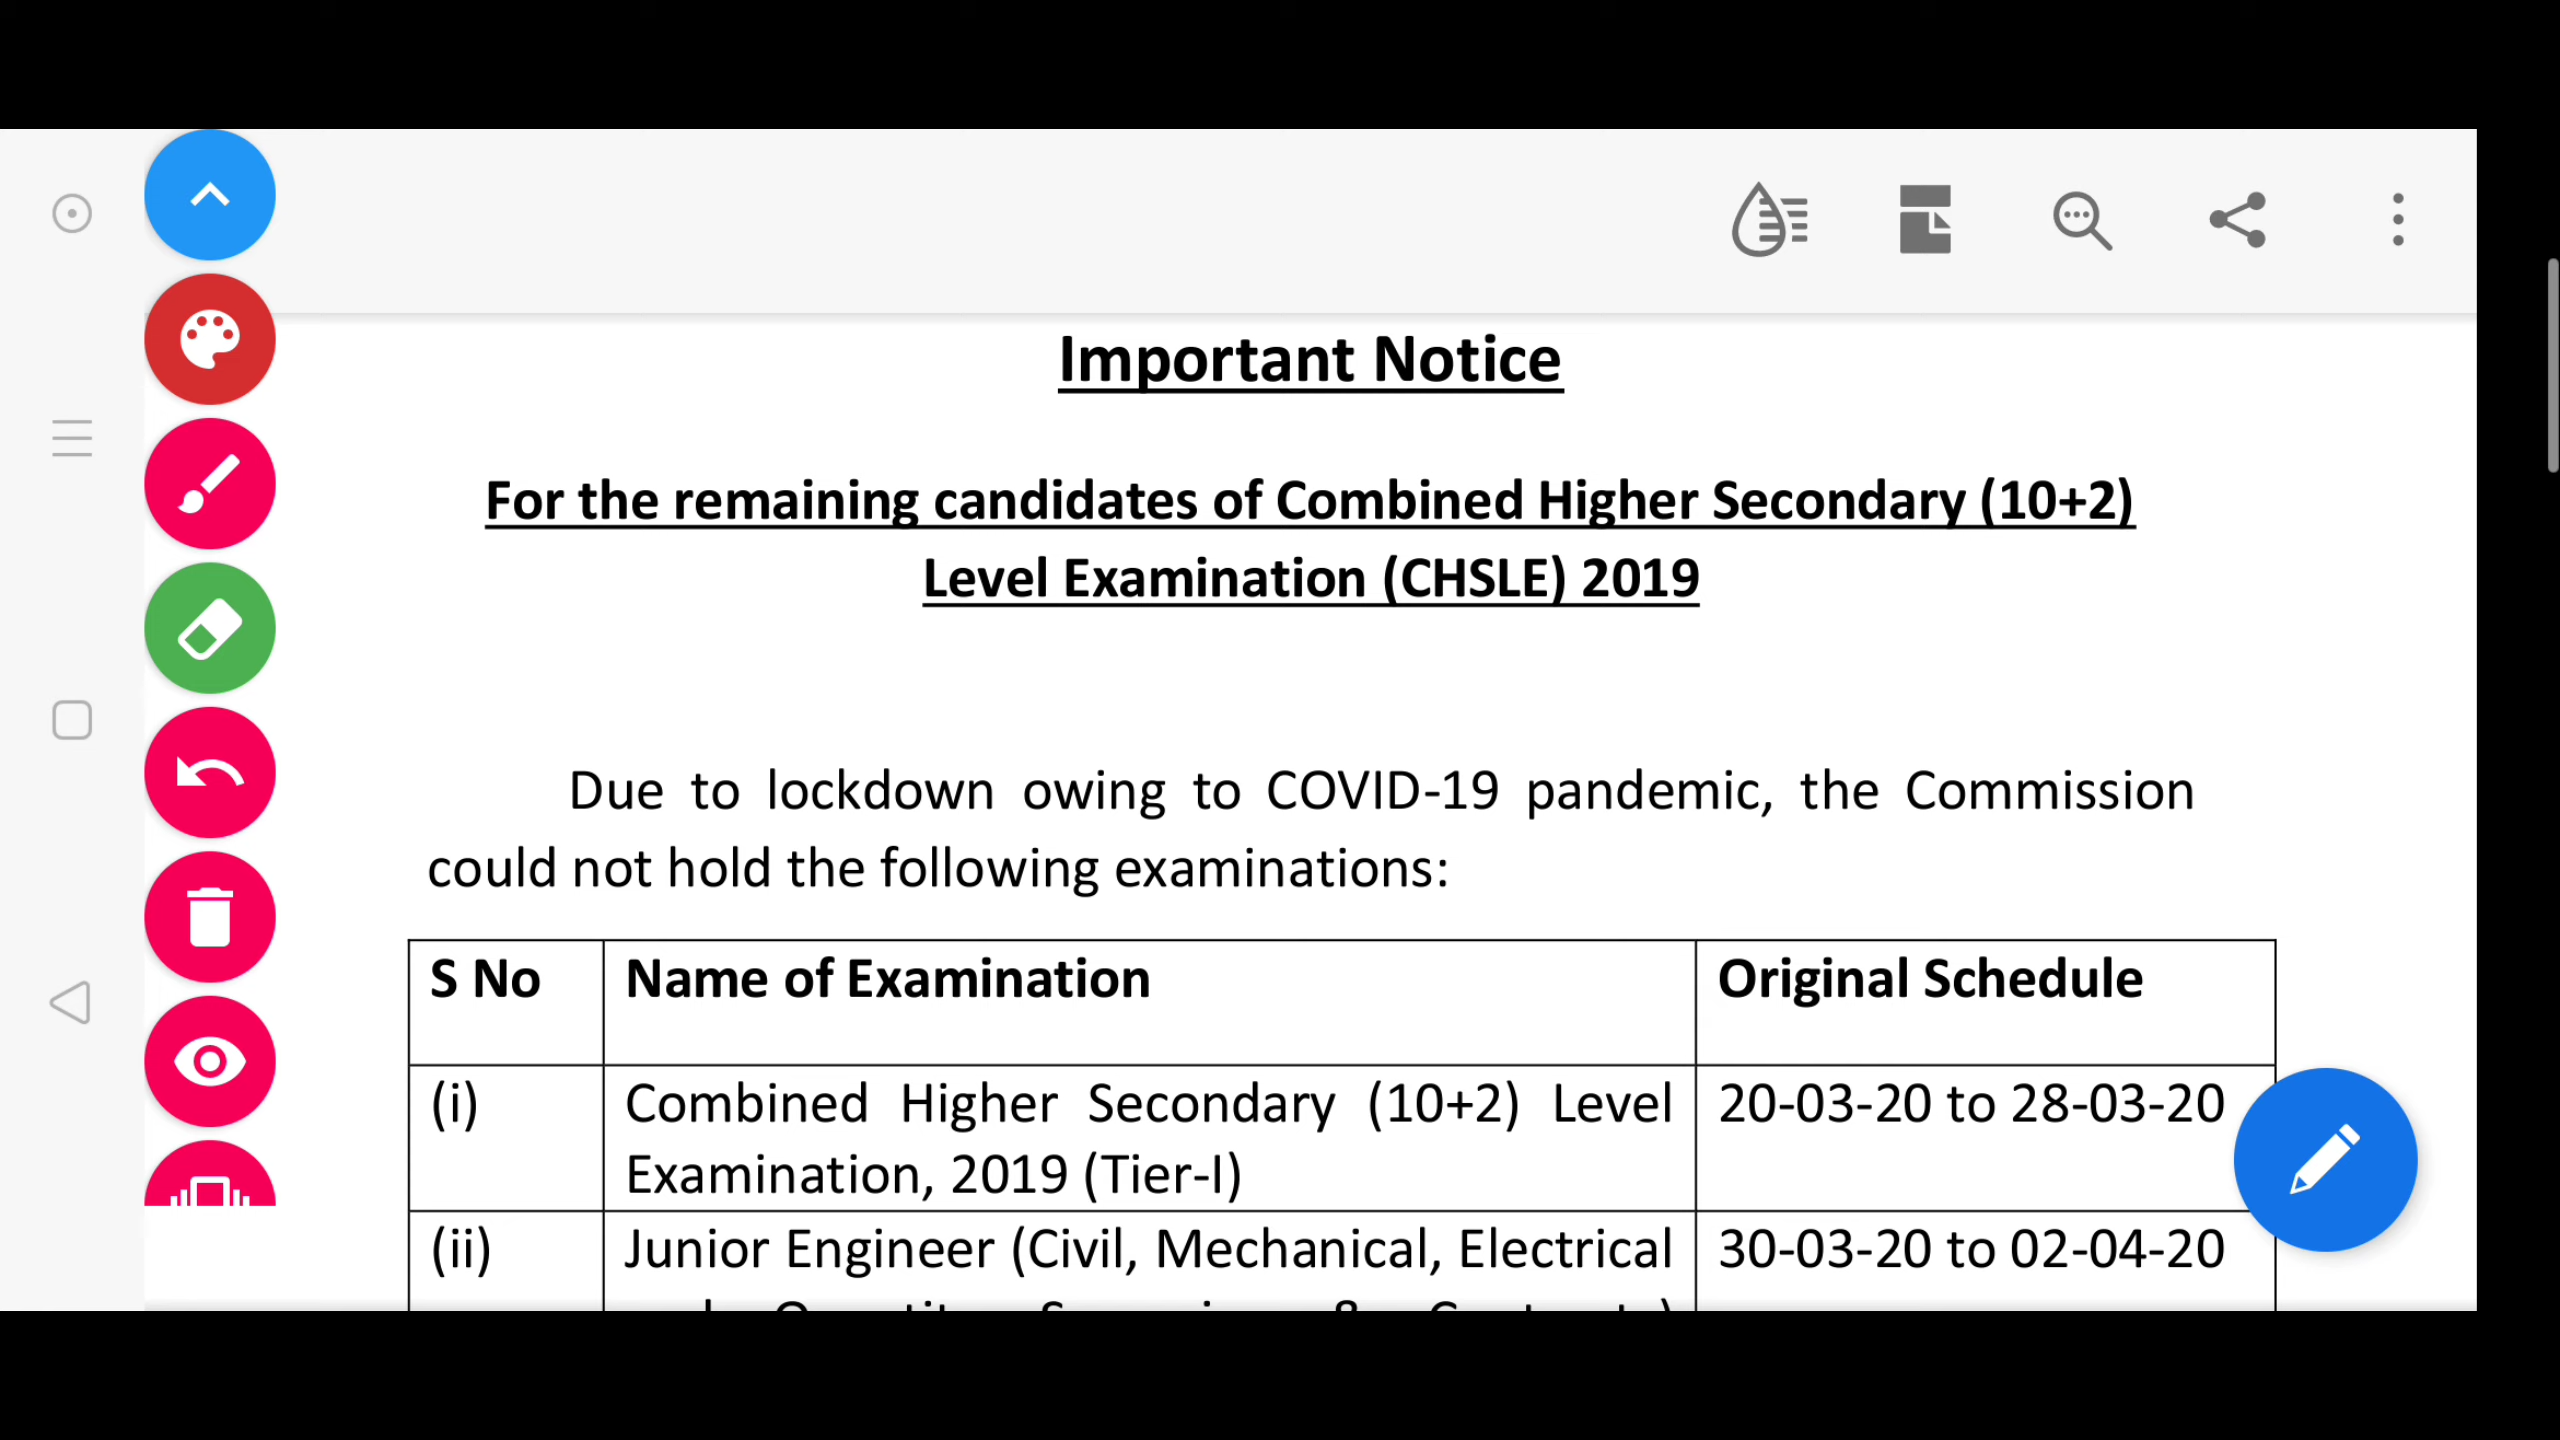 Important Notice
For the remaining candidates of Combined Higher Secondary (10+2)
Level Examination (CHSLE) 2019
Due to lockdown owing to COVID-19 pandemic, the Commission
could not hold the following examinations:
S No Name of Examination Original Schedule
(i) Combined Higher Secondary (10+2) Level 20-03-20 to 28-03-20
Examination, 2019 (Tier-I)
(ii) Junior Engineer (Civil, Mechanical, Electrical 30-03-20 to 02-04-20